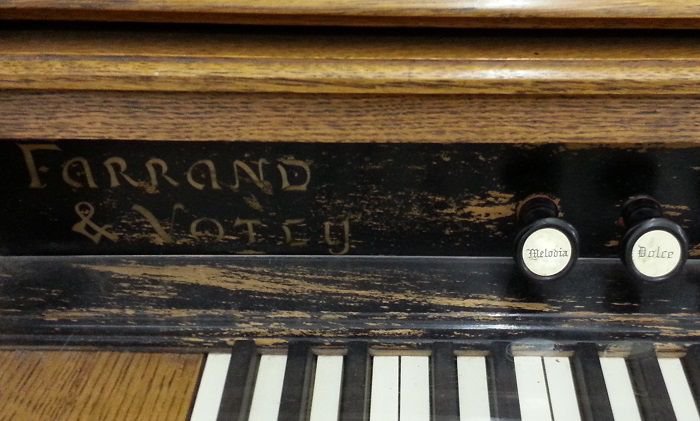 FARRAND
& VOTEY
Melodia
Dolce